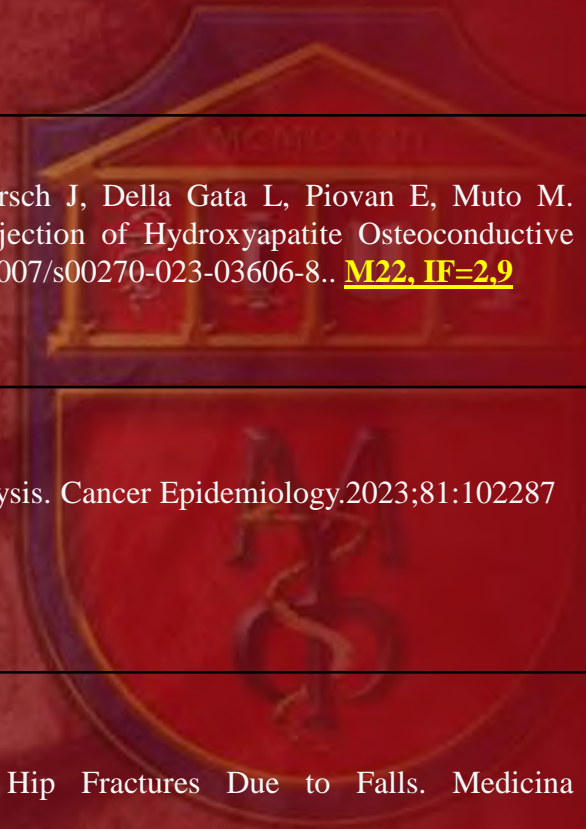 rsch J, Della Gata L, Piovan E, Muto M.
jection of Hydroxyapatite Osteoconductive
007/s00270-023-03606-8.. M22, IF=2,9
ysis. Cancer Epidemiology.2023;81:102287
Hip Fractures Due to Falls. Medicina